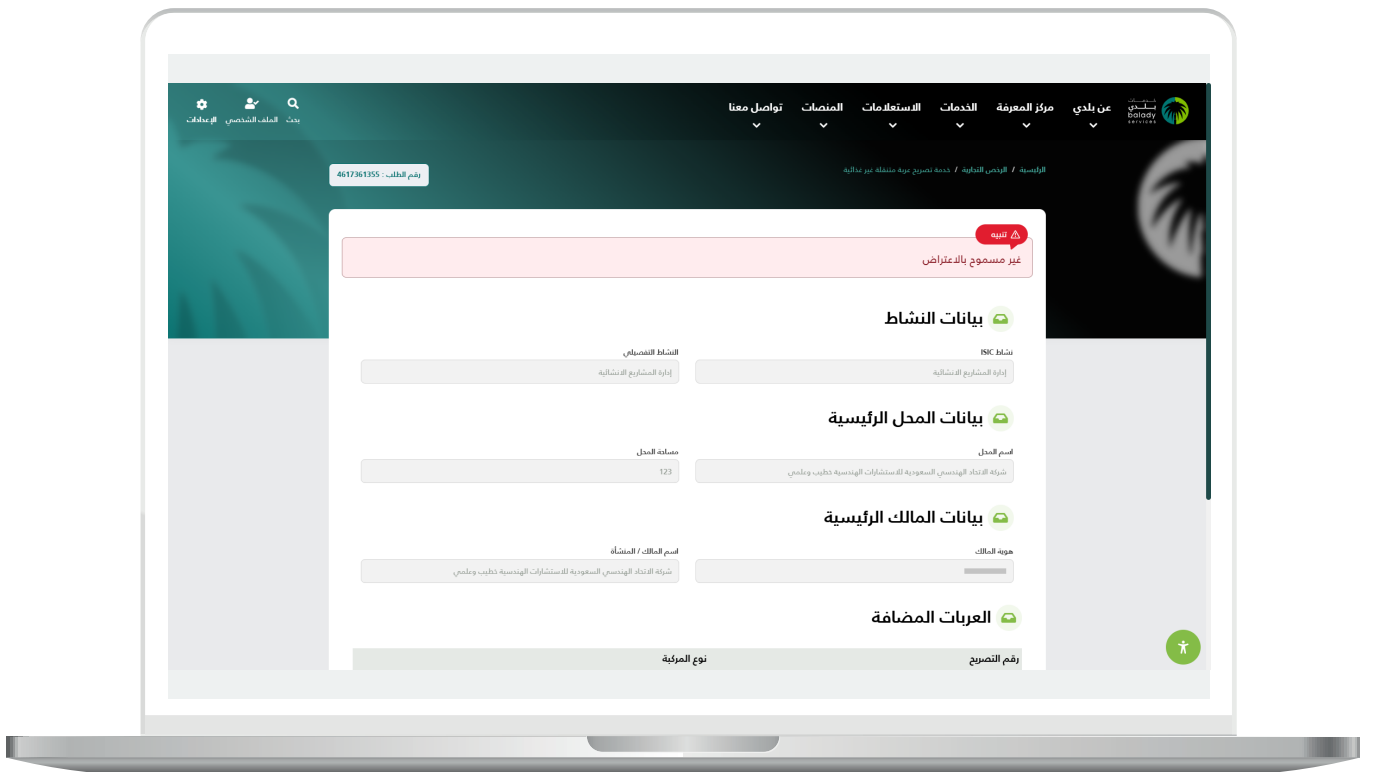 خدمات
بلدي
balady
services
عن بلدي
مركز المعرفة
الخدمات
الاستعلامات
المنصات
تواصل معنا
بحث
الملف الشخصي
الإعدادات
الرئيسية / الرخص التجارية / خدمة تصريح عربة متنقلة غير غذائية
رقم الطلب : 4617361355
تنبيه
غير مسموح بالاعتراض
بيانات النشاط
نشاط ISIC
النشاط التفصيلي
إدارة المشاريع الانشائية
إدارة المشاريع الانشائية
بيانات المحل الرئيسية
اسم المحل
مساحة المحل
شركة الاتحاد الهندسي السعودية للاستشارات الهندسية خطيب وعلمي
123
بيانات المالك الرئيسية
هوية المالك
اسم المالك / المنشأة
شركة الاتحاد الهندسي السعودية للاستشارات الهندسية خطيب وعلمي
العربات المضافة
رقم التصريح
نوع المركبة